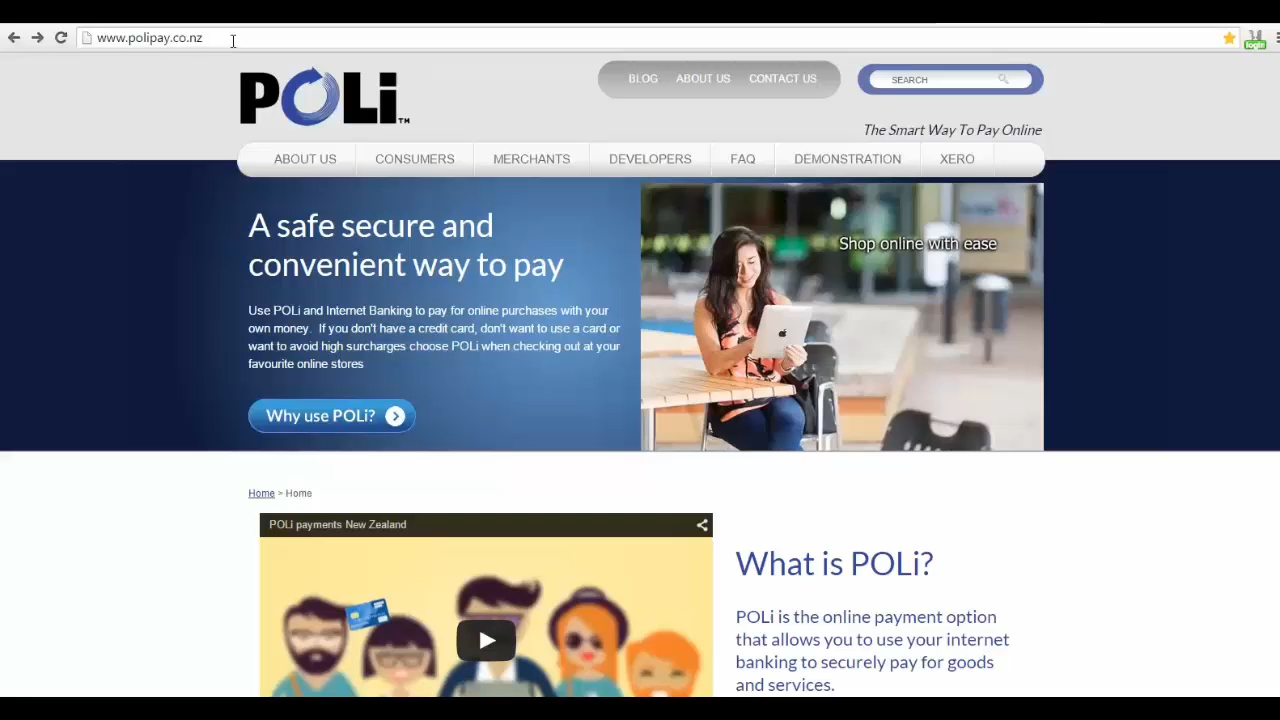 www.polipay.co.nz
login
POLi™
BLOG ABOUT US CONTACT US
SEARCH
The Smart Way To Pay Online
ABOUT US CONSUMERS MERCHANTS DEVELOPERS FAQ DEMONSTRATION XERO
A safe secure and
convenient way to pay
Use POLi and Internet Banking to pay for online purchases with your
own money. If you don't have a credit card, don't want to use a card or
want to avoid high surcharges choose POLi when checking out at your
favourite online stores
Why use POLi?
Shop online with ease
Home > Home
POLi payments New Zealand
What is POLi?
POLi is the online payment option
that allows you to use your internet
banking to securely pay for goods
and services.